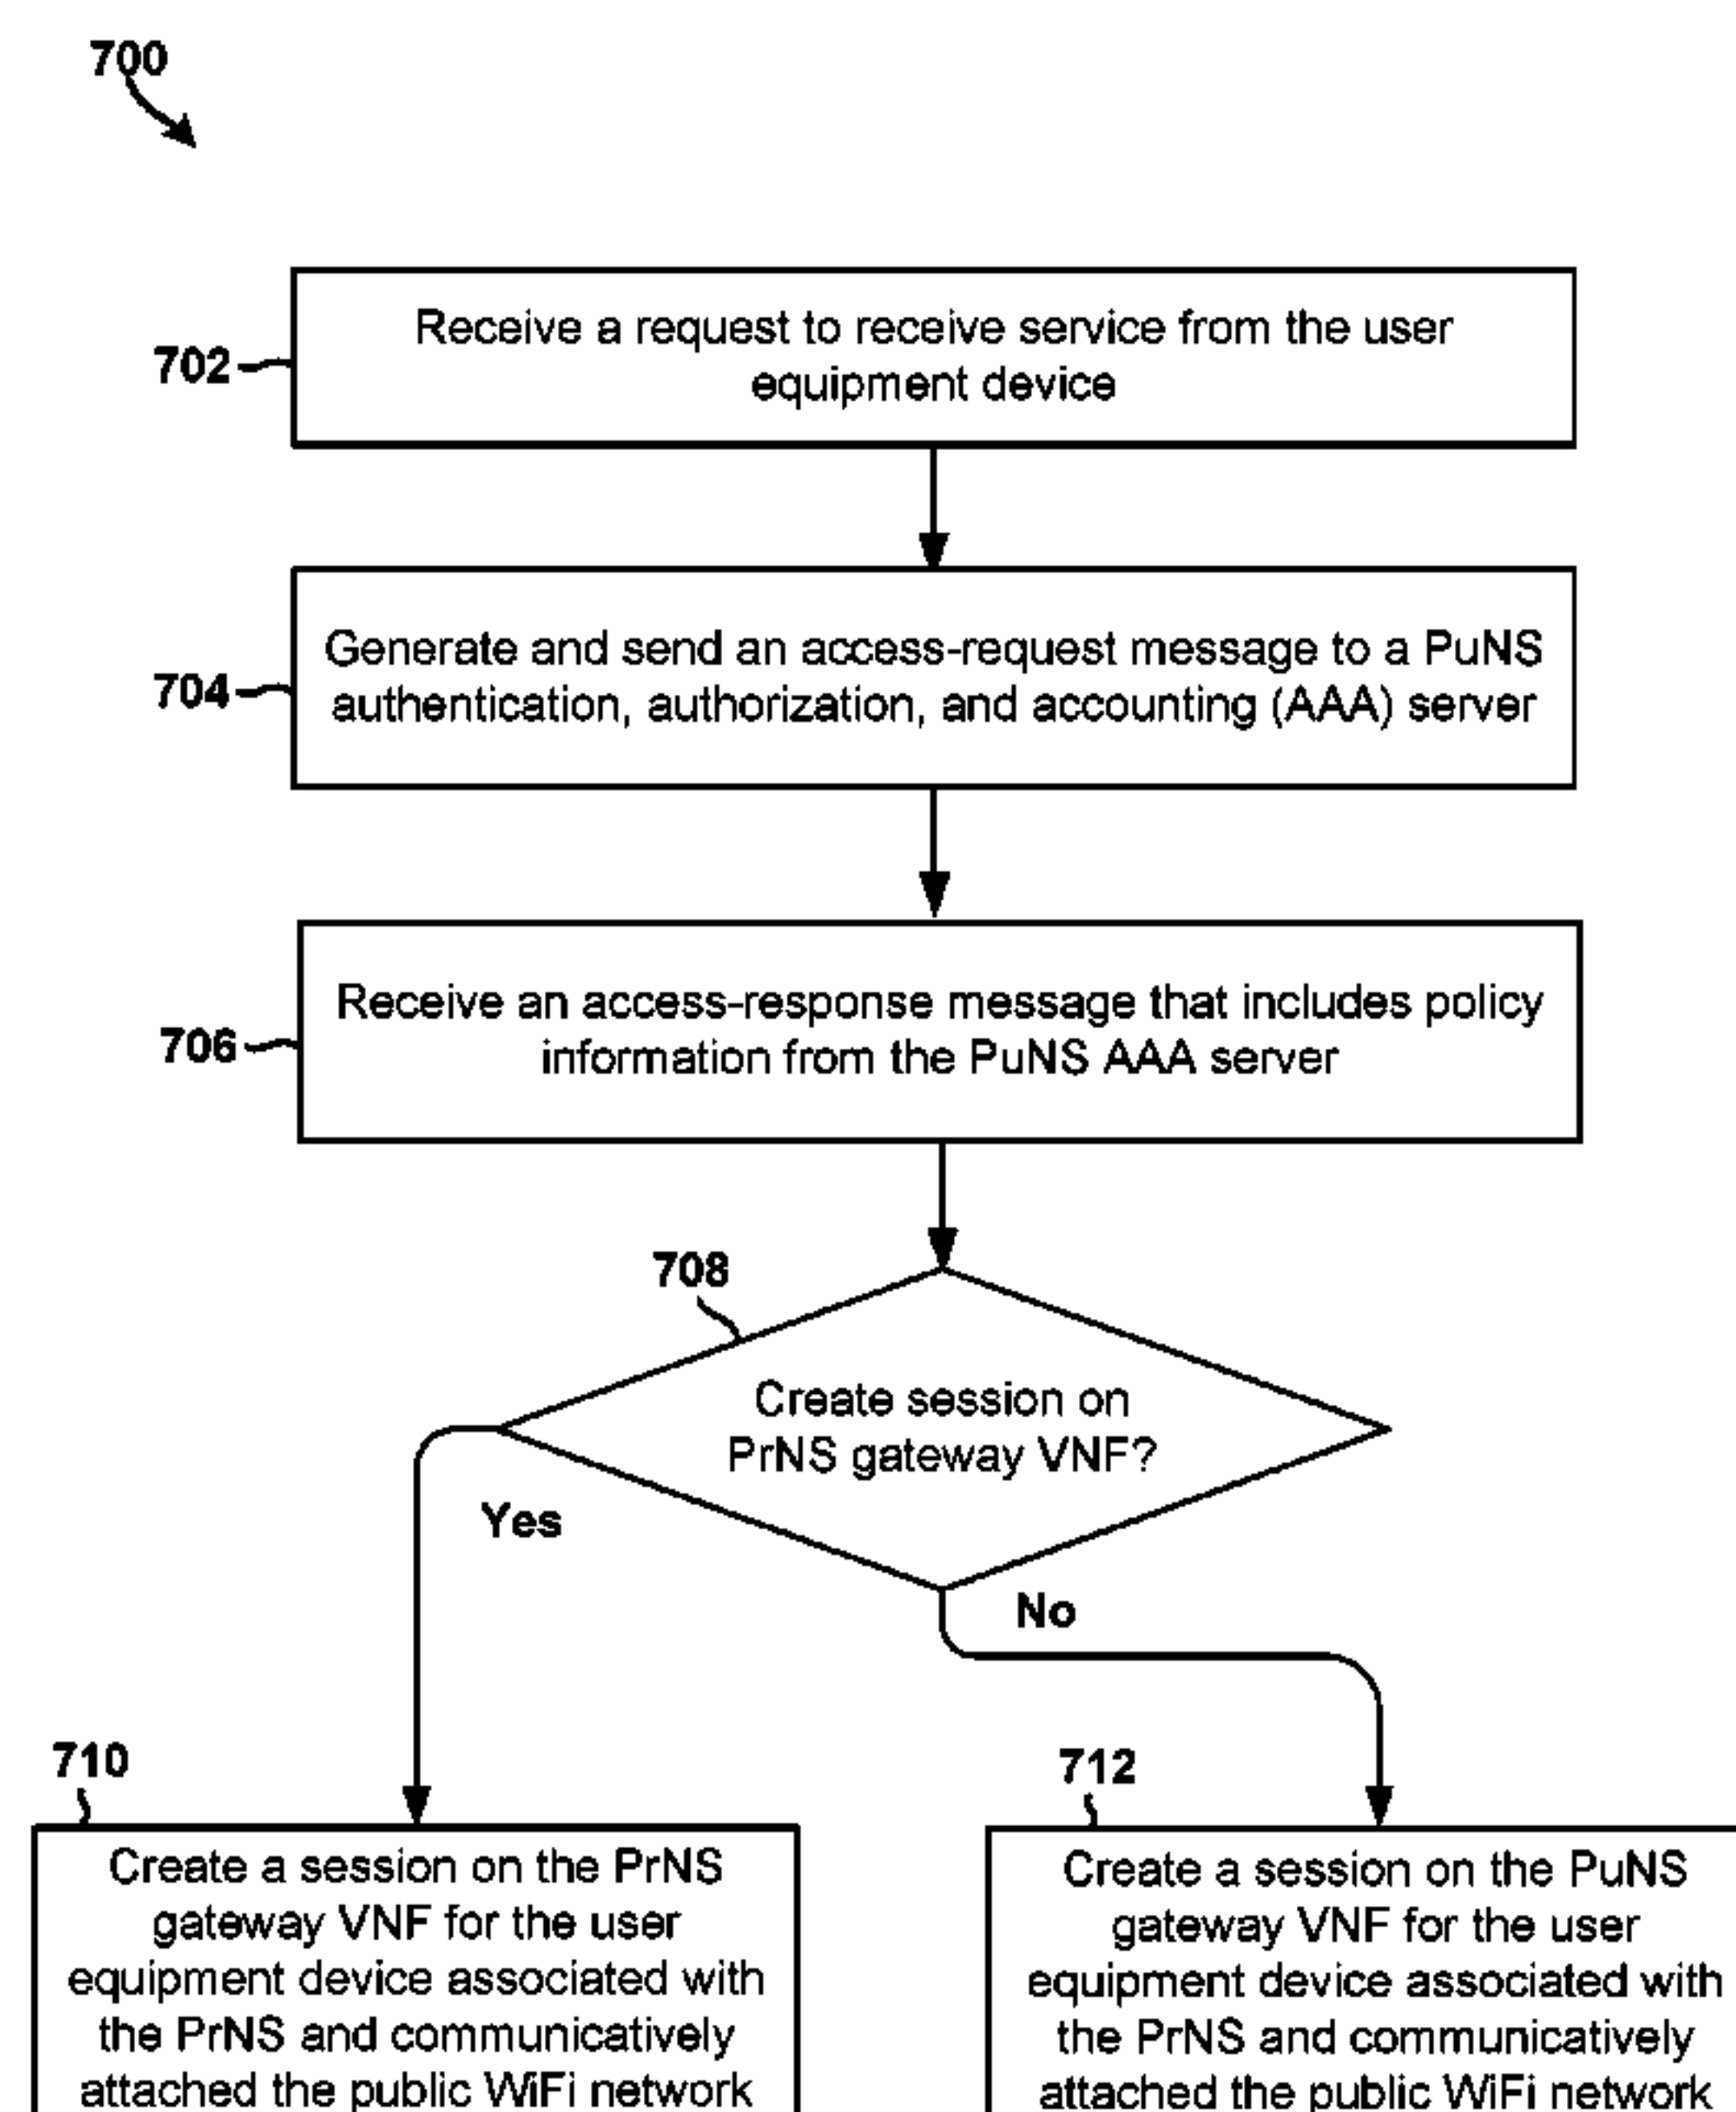 700
702
Receive a request to receive service from the user
equipment device
704
Generate and send an access-request message to a PuNS
authentication, authorization, and accounting (AAA) server
706
Receive an access-response message that includes policy
information from the PuNS AAA server
708
Create session on
PrNS gateway VNF?
Yes
No
710
Create a session on the PrNS
gateway VNF for the user
equipment device associated with
the PrNS and communicatively
attached the public WiFi network
712
Create a session on the PuNS
gateway VNF for the user
equipment device associated with
the PrNS and communicatively
attached the public WiFi network